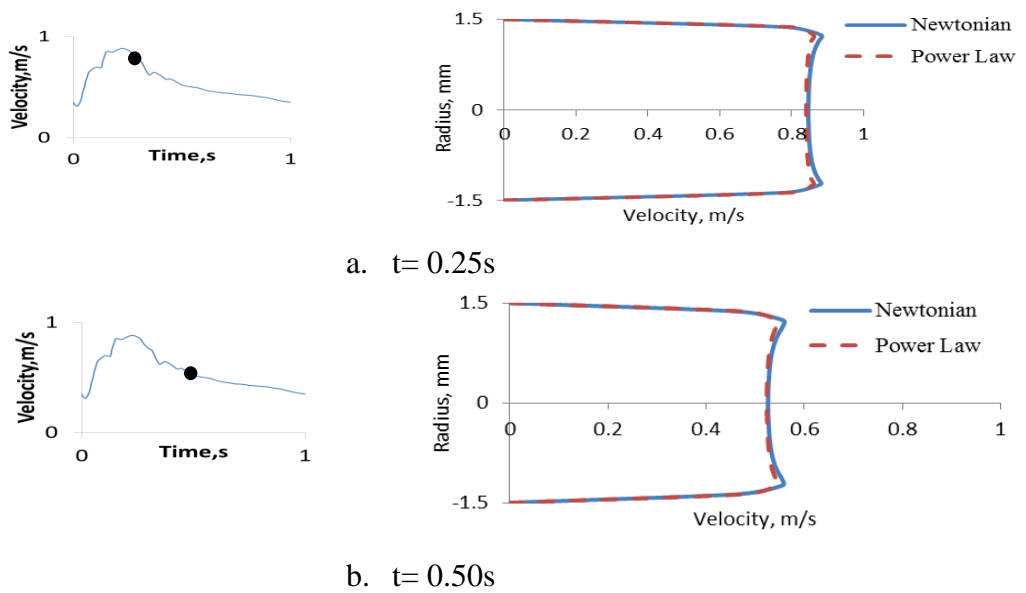 1
Velocity,m/s
0
0
Time,s
1
1.5
Radius, mm
0
0
0.2
0.4
0.6
0.8
1
-1.5
Velocity, m/s
Newtonian
Power Law
a. t= 0.25s
1
Velocity,m/s
0
0
Time,s
1
1.5
Radius, mm
0
0
0.2
0.4
0.6
0.8
1
-1.5
Velocity, m/s
Newtonian
Power Law
b. t= 0.50s